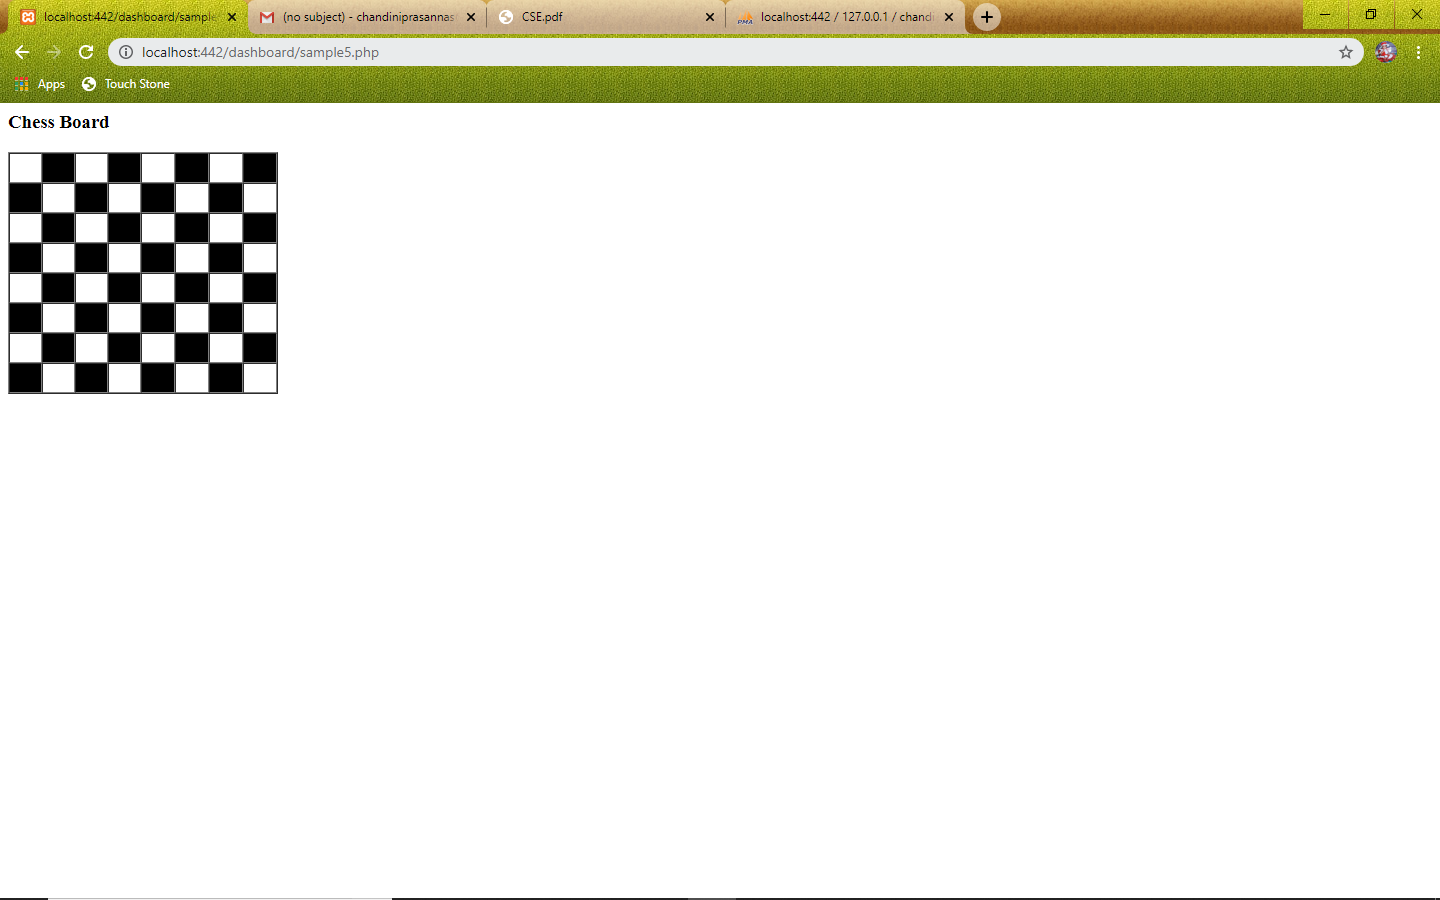 localhost:442/dashboard/sample
(no subject) - chandiniprasannas
CSE.pdf
localhost:442 / 127.0.0.1 / chandi
localhost:442/dashboard/sample5.php
Apps
Touch Stone
Chess Board